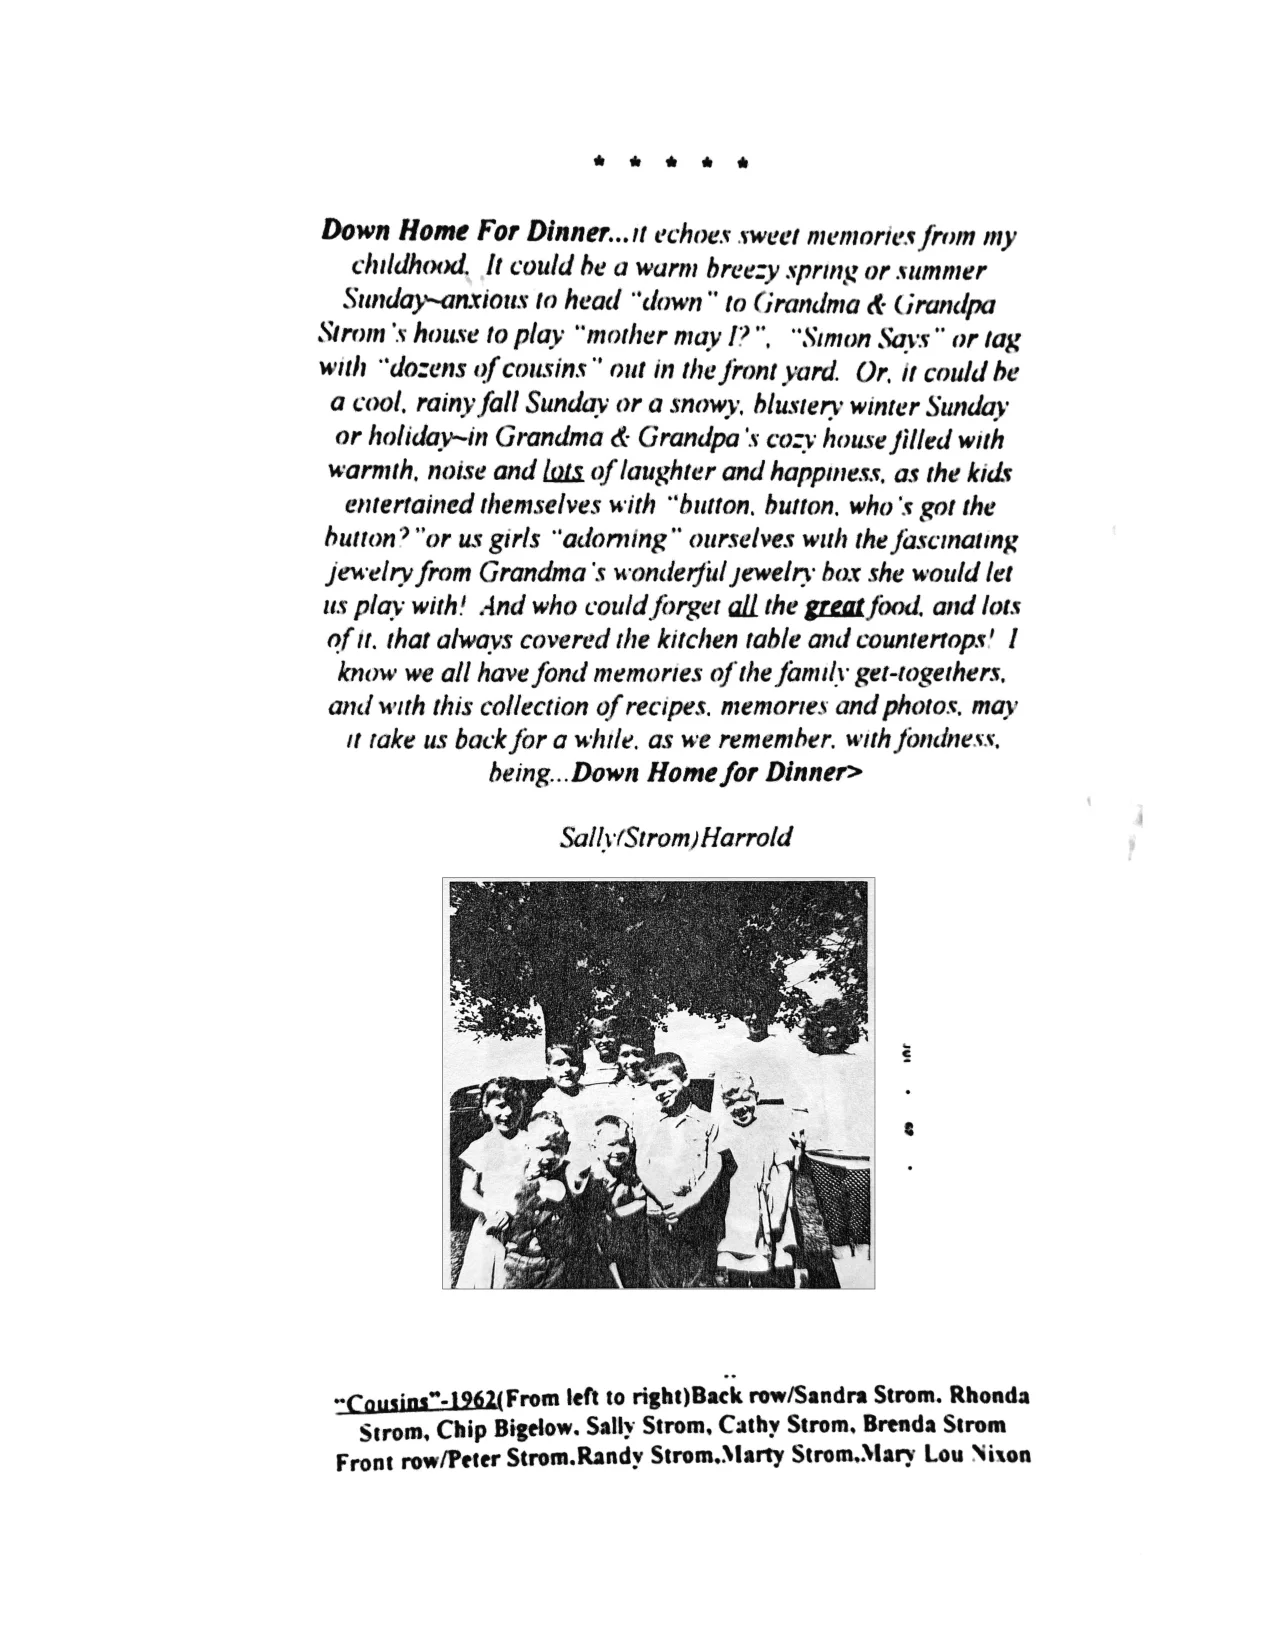 * * * * *
Down Home For Dinner...it echoes sweet memories from my
childhood. It could be a warm breezy spring or summer
Sunday~anxious to head "down" to Grandma & Grandpa
Strom's house to play "mother may I?", "Simon Says" or tag
with "dozens of cousins" out in the front yard. Or, it could be
a cool, rainy fall Sunday or a snowy, blustery winter Sunday
or holiday~in Grandma & Grandpa's cozy house filled with
warmth, noise and lots of laughter and happiness, as the kids
entertained themselves with "button, button, who's got the
button?"or us girls "adorning" ourselves with the fascinating
jewelry from Grandma's wonderful jewelry box she would let
us play with! And who could forget all the great food, and lots
of it, that always covered the kitchen table and countertops! I
know we all have fond memories of the family get-togethers,
and with this collection of recipes, memories and photos, may
it take us back for a while, as we remember, with fondness,
being...Down Home for Dinner>
Sally(Strom)Harrold
"Cousins"-1962(From left to right)Back row/Sandra Strom, Rhonda
Strom, Chip Bigelow, Sally Strom, Cathy Strom, Brenda Strom
Front row/Peter Strom,Randy Strom,Marty Strom,Mary Lou Nixon